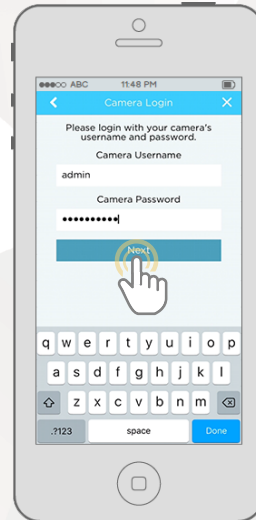 ABC 11:48 PM
Camera Login
Please login with your camera's
username and password.
Camera Username
admin
Camera Password
••••••••••
Next
q w e r t y u i o p
a s d f g h j k l
z x c v b n m
.?123 space Done